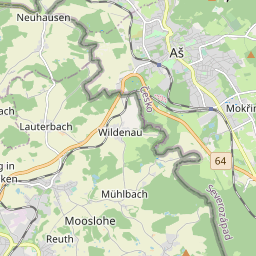 Neuhausen
Aš
Česko
Mokřin
ach
Lauterbach
Wildenau
64
g in
ken
Mühlbach
Severozápad
Mooslohe
Reuth